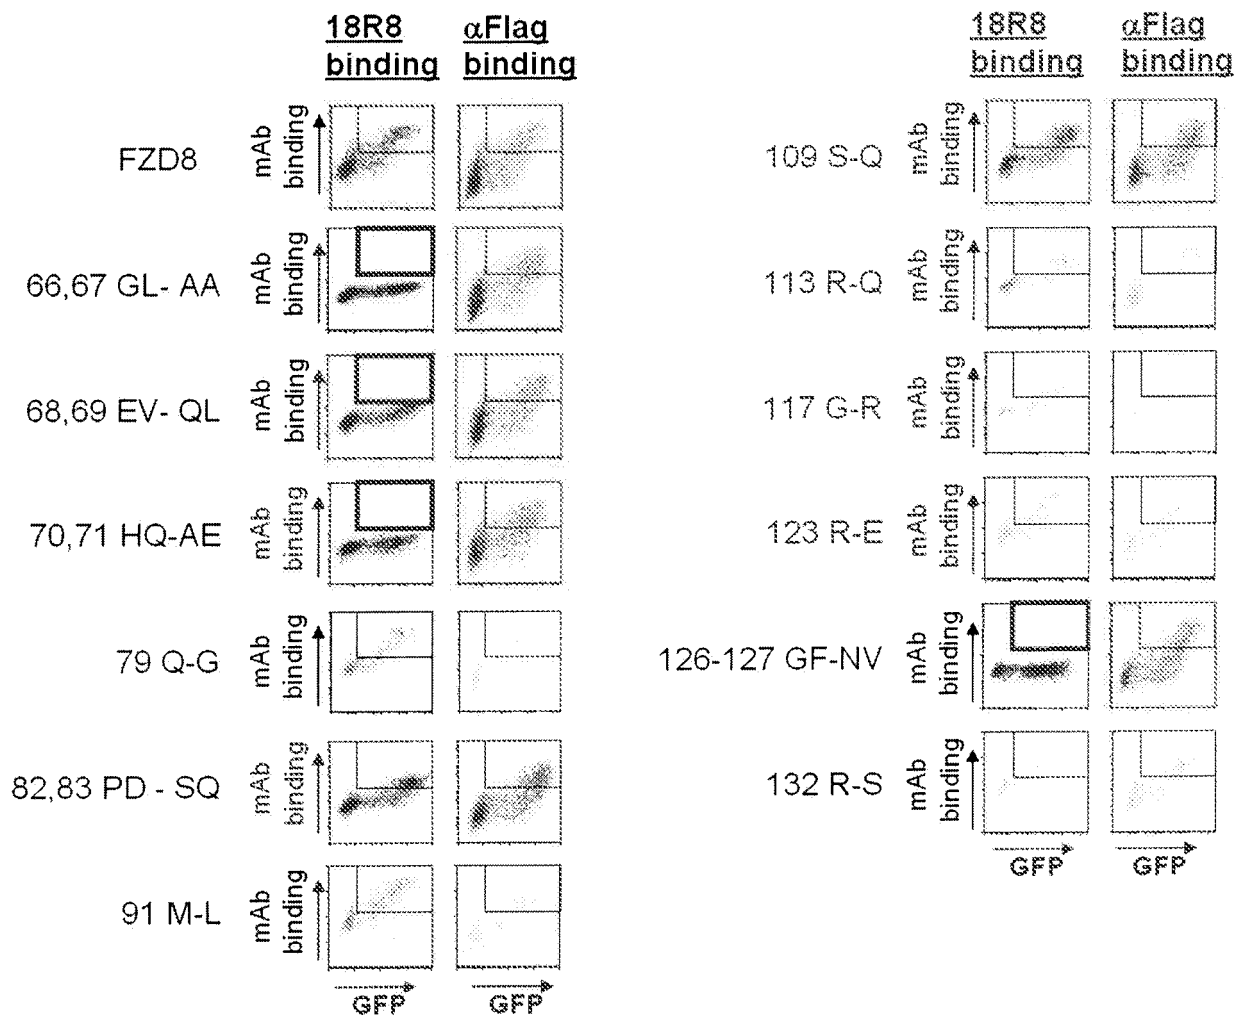 18R8
binding
αFlag
binding
FZD8
mAb
binding
66,67 GL- AA
mAb
binding
68,69 EV- QL
mAb
binding
70,71 HQ-AE
mAb
binding
79 Q-G
mAb
binding
82,83 PD - SQ
mAb
binding
91 M-L
mAb
binding
GFP
18R8
binding
αFlag
binding
109 S-Q
mAb
binding
113 R-Q
mAb
binding
117 G-R
mAb
binding
123 R-E
mAb
binding
126-127 GF-NV
mAb
binding
132 R-S
mAb
binding
GFP
GFP